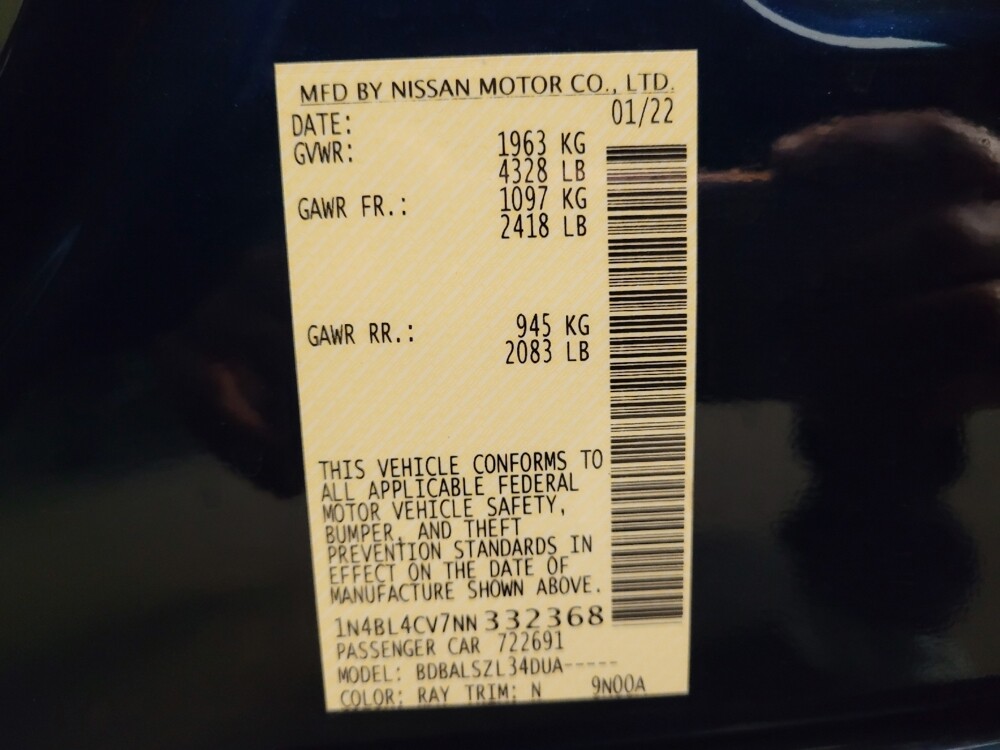 MFD BY NISSAN MOTOR CO., LTD.
DATE: 01/22
GVWR: 1963 KG
4328 LB
GAWR FR.: 1097 KG
2418 LB
GAWR RR.: 945 KG
2083 LB
THIS VEHICLE CONFORMS TO
ALL APPLICABLE FEDERAL
MOTOR VEHICLE SAFETY,
BUMPER, AND THEFT
PREVENTION STANDARDS IN
EFFECT ON THE DATE OF
MANUFACTURE SHOWN ABOVE.
1N4BL4CV7NN332368
PASSENGER CAR 722691
MODEL: BDBALSZL34DUA-----
COLOR: RAY TRIM: N 9N00A